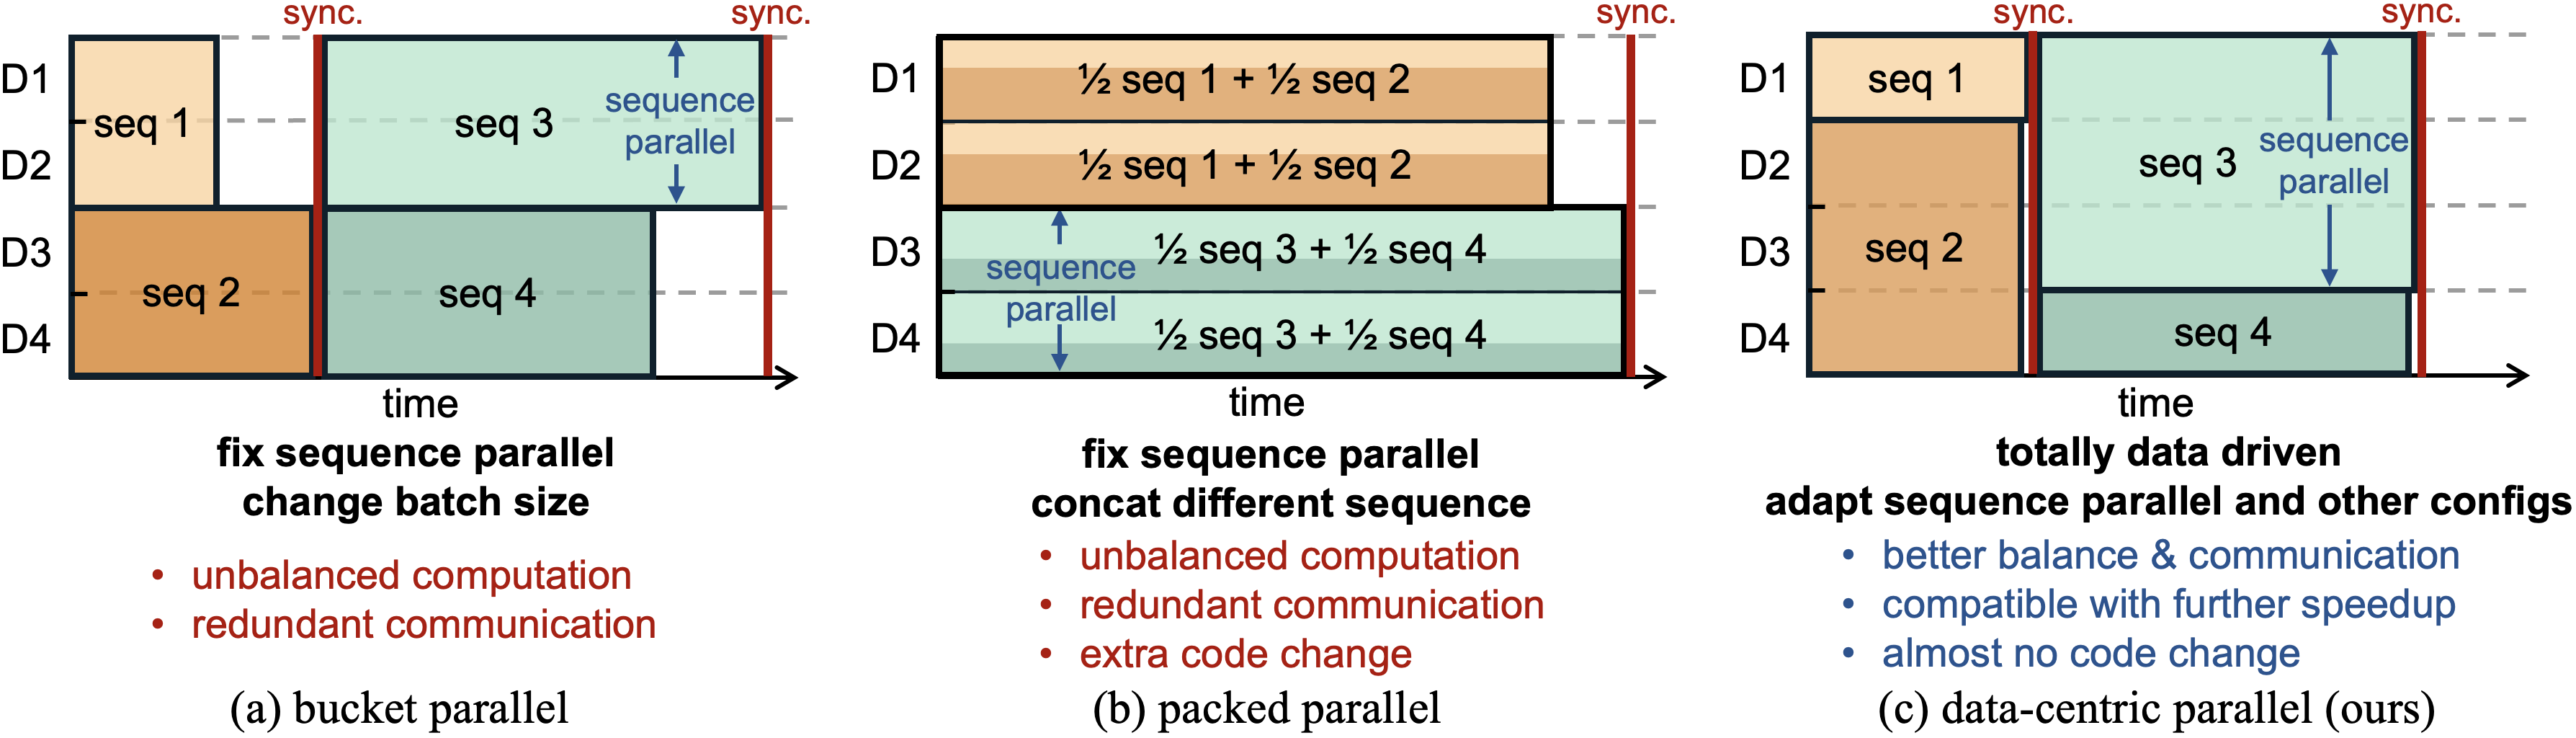 sync.
sync.
D1
D2
D3
D4
seq 1
seq 2
seq 3
seq 4
sequence
parallel
time
fix sequence parallel
change batch size
• unbalanced computation
• redundant communication
(a) bucket parallel
sync.
D1
D2
D3
D4
½ seq 1 + ½ seq 2
½ seq 1 + ½ seq 2
½ seq 3 + ½ seq 4
½ seq 3 + ½ seq 4
sequence
parallel
time
fix sequence parallel
concat different sequence
• unbalanced computation
• redundant communication
• extra code change
(b) packed parallel
sync.
sync.
D1
D2
D3
D4
seq 1
seq 2
seq 3
seq 4
sequence
parallel
time
totally data driven
adapt sequence parallel and other configs
• better balance & communication
• compatible with further speedup
• almost no code change
(c) data-centric parallel (ours)